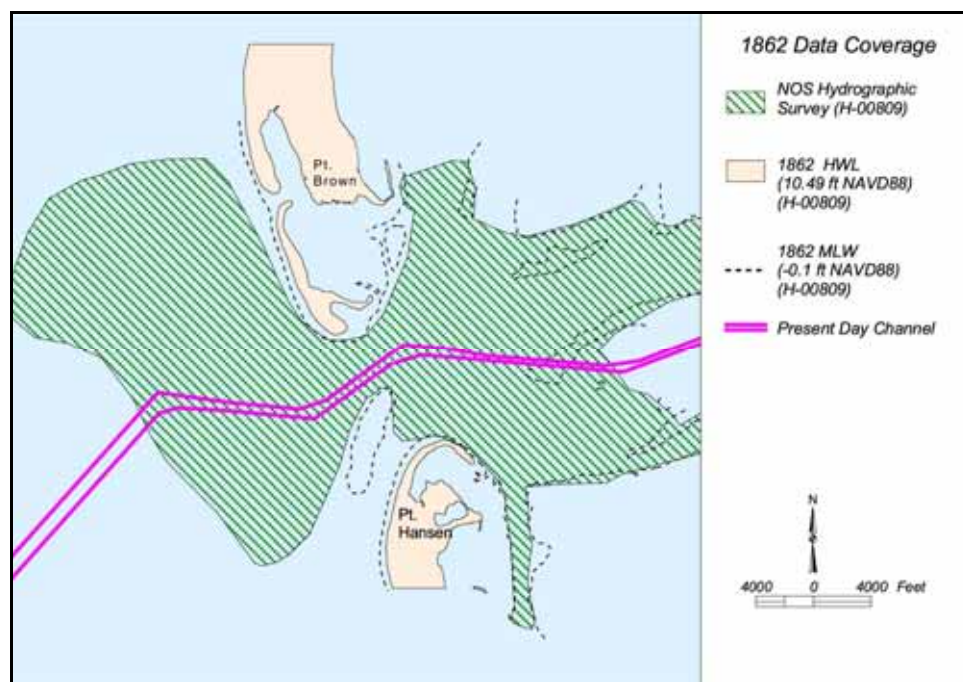 1862 Data Coverage
NOS Hydrographic
Survey (H-00809)
1862 HWL
(10.49 ft NAVD88)
(H-00809)
1862 MLW
(-0.1 ft NAVD88)
(H-00809)
Present Day Channel
Pt.
Brown
Pt.
Hansen
N
4000 0 4000 Feet